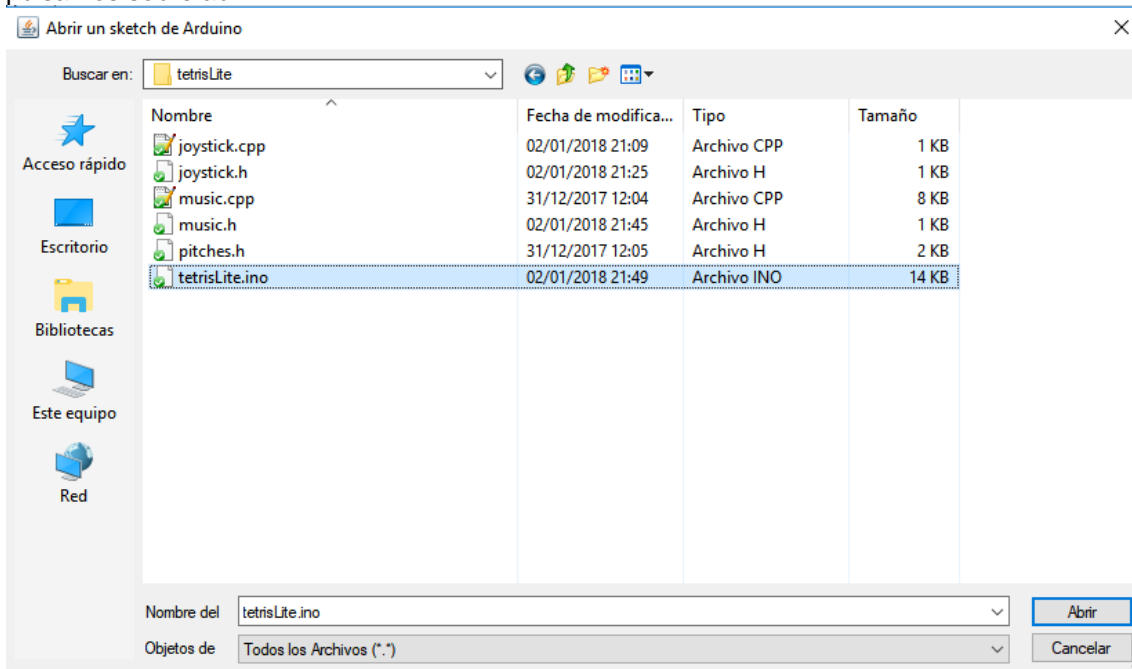 Abrir un sketch de Arduino
Buscar en: tetrisLite
Nombre Fecha de modifica... Tipo Tamaño
joystick.cpp 02/01/2018 21:09 Archivo CPP 1 KB
joystick.h 02/01/2018 21:25 Archivo H 1 KB
music.cpp 31/12/2017 12:04 Archivo CPP 8 KB
music.h 02/01/2018 21:45 Archivo H 1 KB
pitches.h 31/12/2017 12:05 Archivo H 2 KB
tetrisLite.ino 02/01/2018 21:49 Archivo INO 14 KB
Acceso rápido
Escritorio
Bibliotecas
Este equipo
Red
Nombre del tetrisLite.ino Abrir
Objetos de Todos los Archivos (*.*) Cancelar